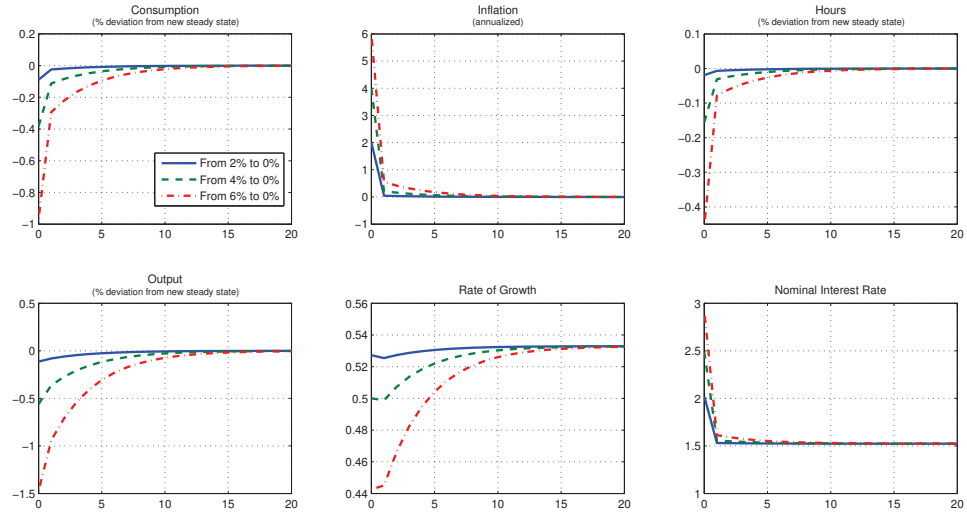 Consumption
(% deviation from new steady state)
0.2
0
−0.2
−0.4
−0.6
−0.8
−1
0 5 10 15 20
From 2% to 0%
From 4% to 0%
From 6% to 0%
Inflation
(annualized)
6
5
4
3
2
1
0
−1
0 5 10 15 20
Hours
(% deviation from new steady state)
0.1
0
−0.1
−0.2
−0.3
−0.4
0 5 10 15 20
Output
(% deviation from new steady state)
0.5
0
−0.5
−1
−1.5
0 5 10 15 20
Rate of Growth
0.56
0.54
0.52
0.5
0.48
0.46
0.44
0 5 10 15 20
Nominal Interest Rate
3
2.5
2
1.5
1
0 5 10 15 20